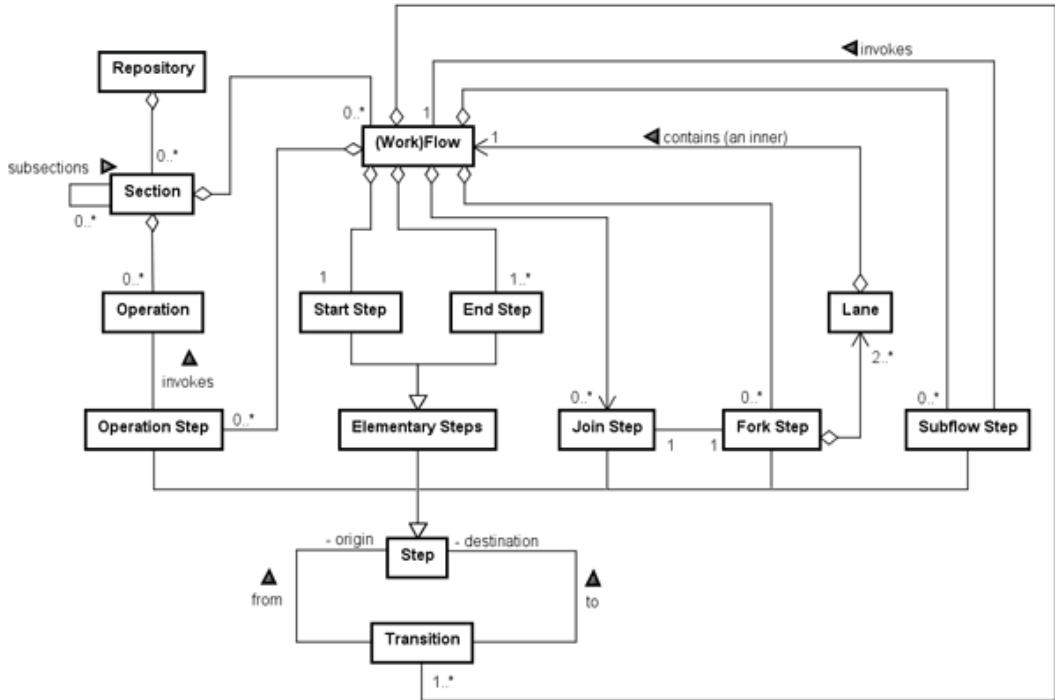 invokes
Repository
0..*
1
(Work)Flow
1
contains (an inner)
0..*
subsections
Section
0..*
0..*
1
1..*
Operation
Start Step
End Step
Lane
2..*
invokes
0..*
0..*
0..*
0..*
Operation Step
Elementary Steps
Join Step
1
1
Fork Step
Subflow Step
- origin
- destination
Step
from
to
Transition
1..*